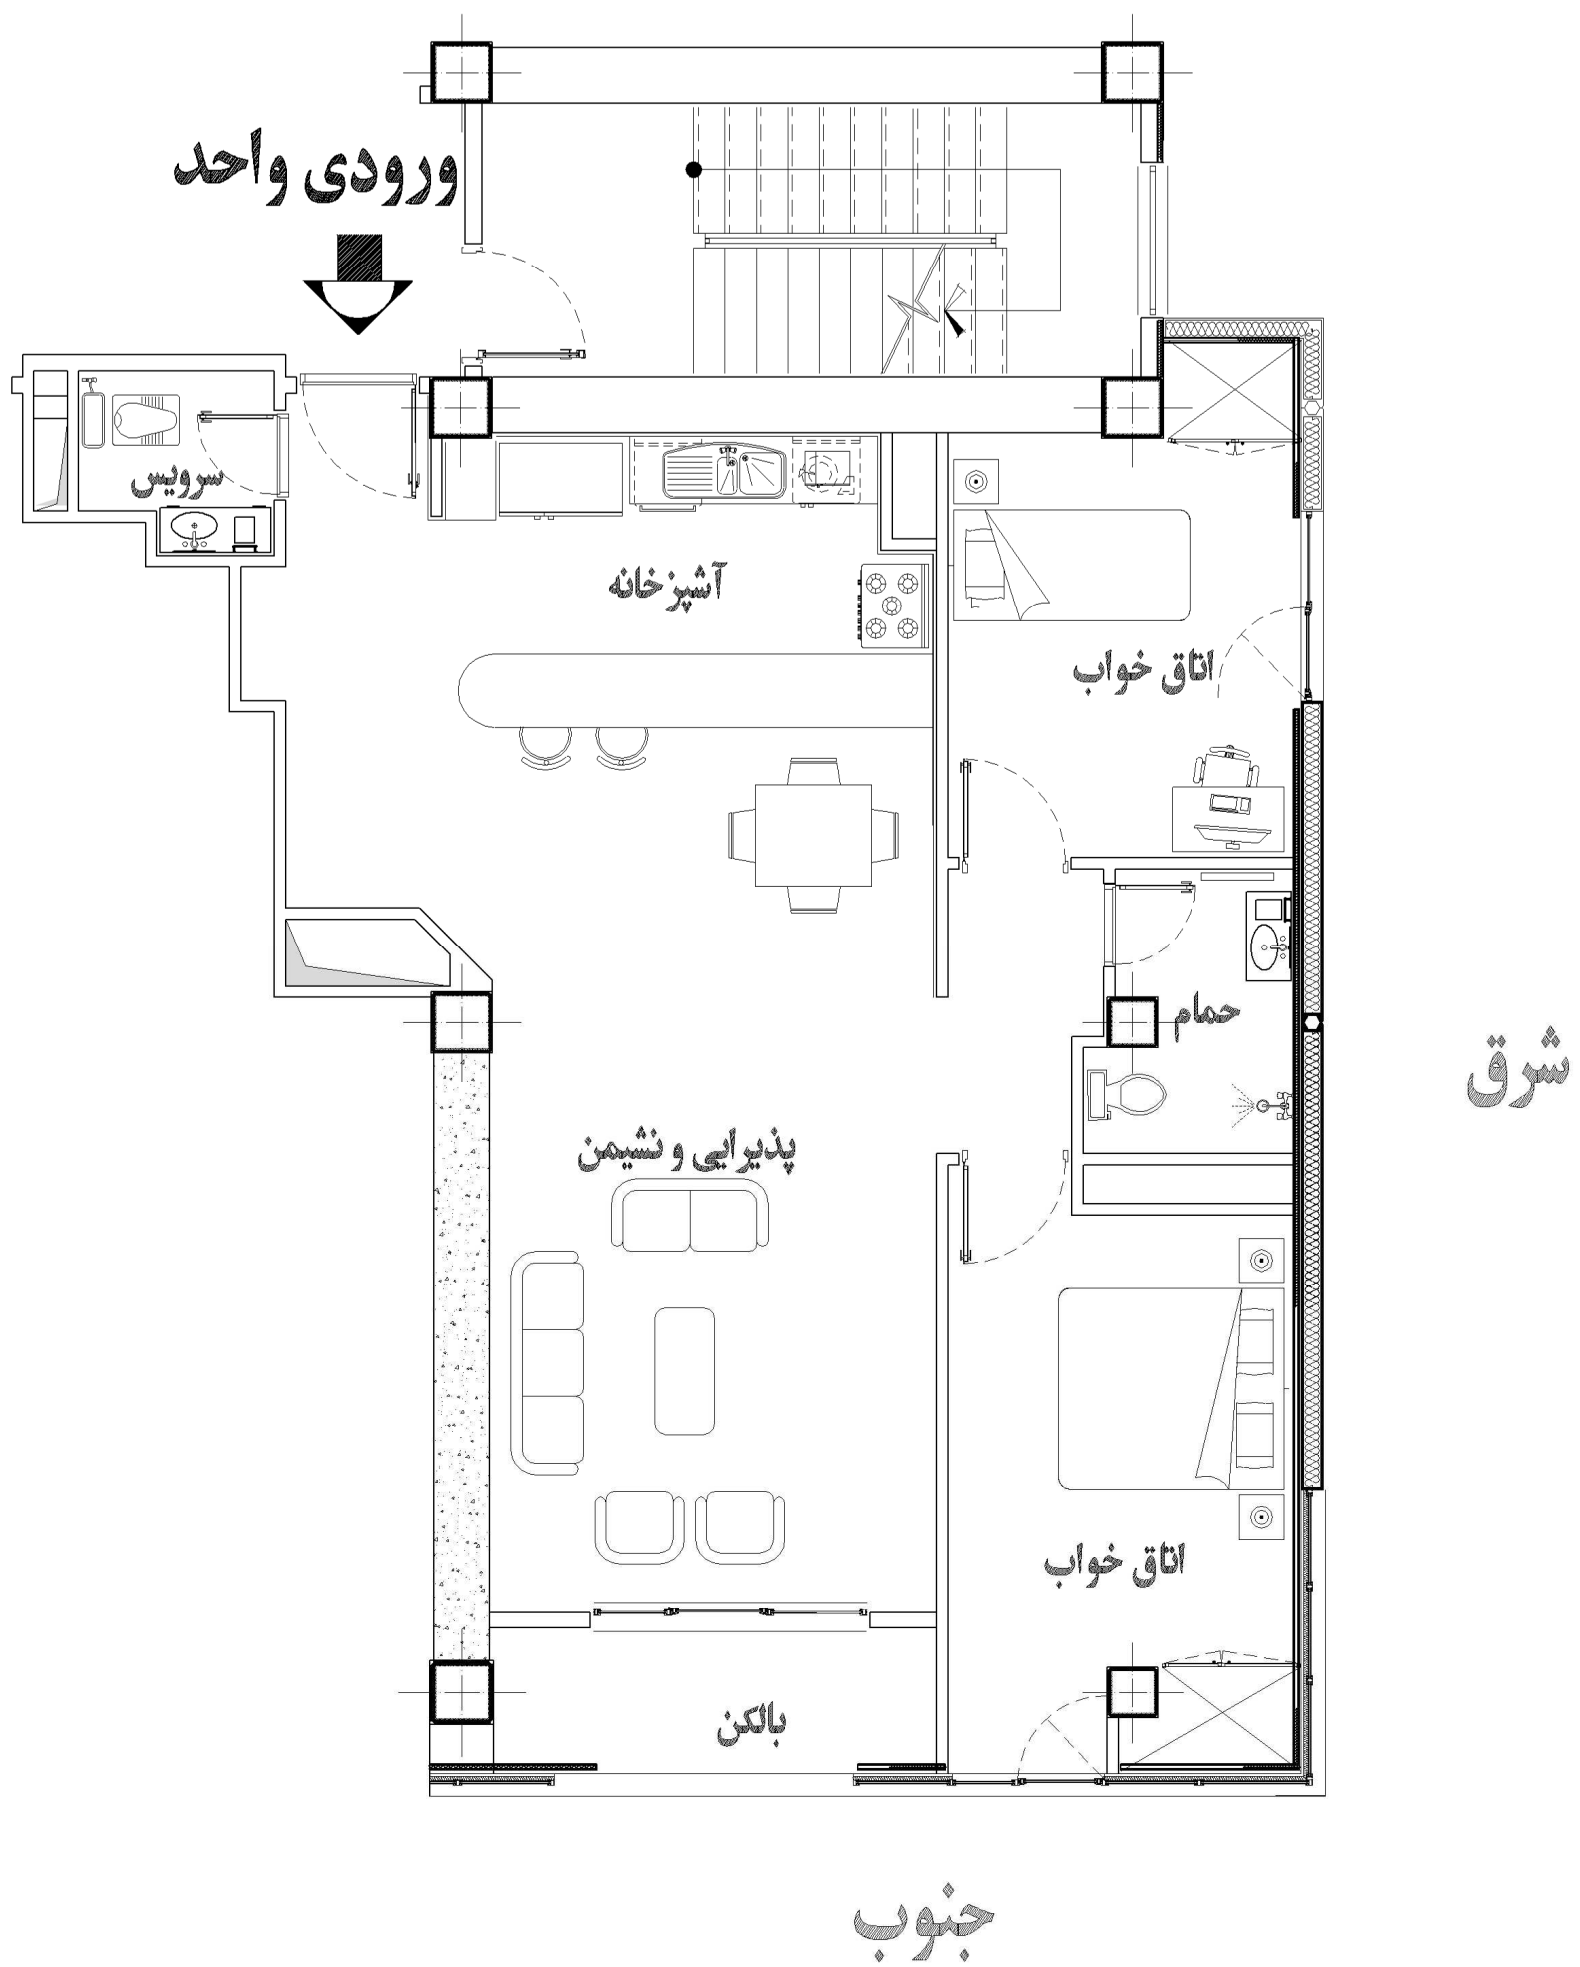 ورودی واحد
سرویس
آشپزخانه
اتاق خواب
حمام
شرق
پذیرایی و نشیمن
اتاق خواب
بالکن
جنوب